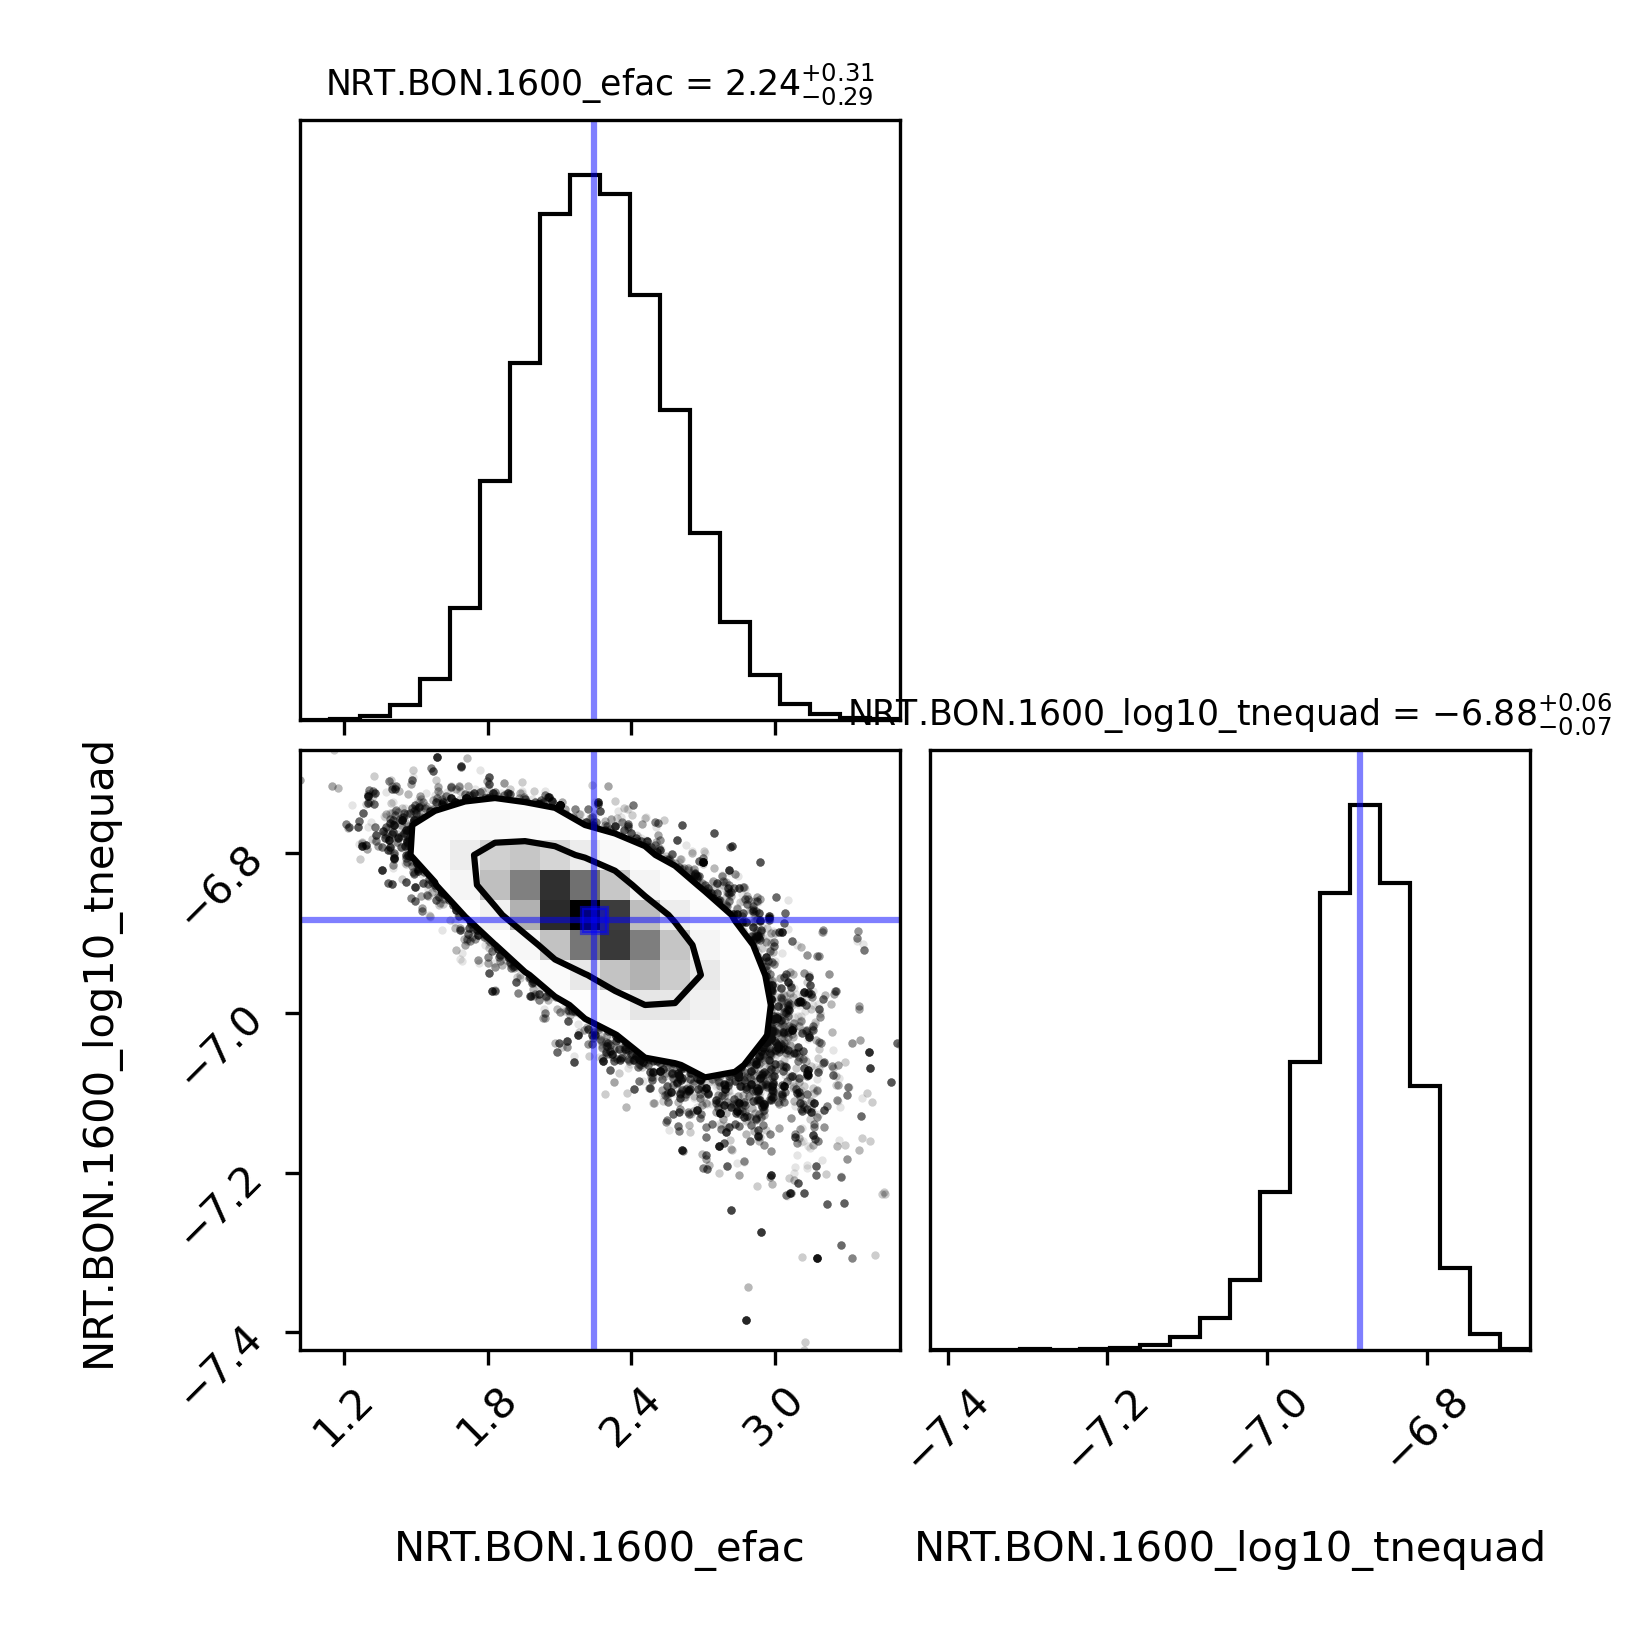 NRT.BON.1600_efac = 2.24+0.31
−0.29
NRT.BON.1600_log10_tnequad = −6.88+0.06
−0.07
NRT.BON.1600_log10_tnequad
−6.8
−7.0
−7.2
−7.4
1.2 1.8 2.4 3.0 −7.4 −7.2 −7.0 −6.8
NRT.BON.1600_efac NRT.BON.1600_log10_tnequad